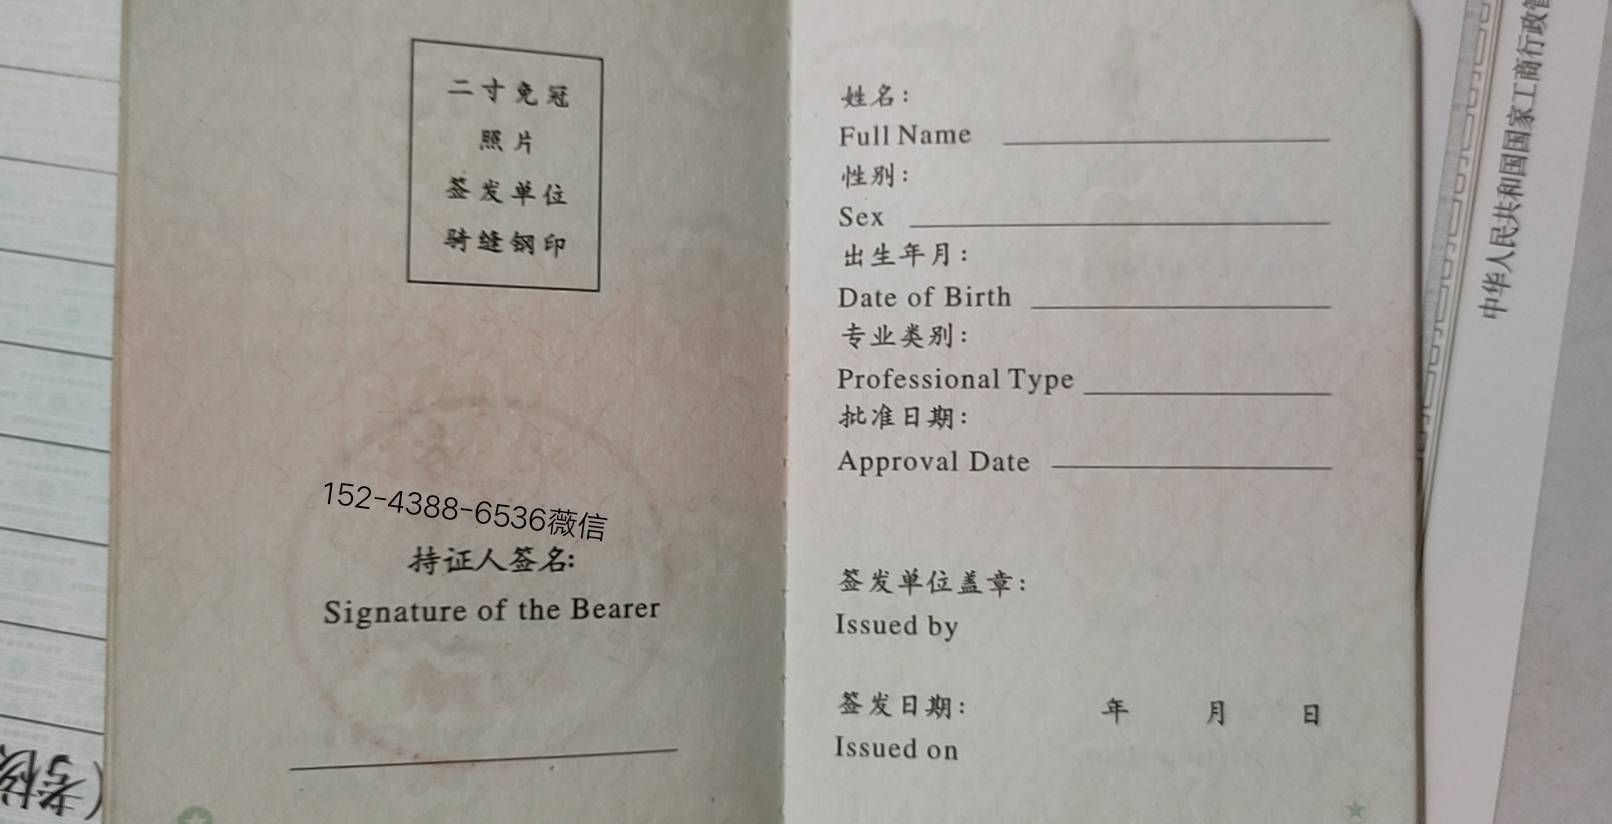 二寸免冠
照片
签发单位
骑缝钢印
152-4388-6536薇信
持证人签名:
Signature of the Bearer
姓名:
Full Name
性别:
Sex
出生年月:
Date of Birth
专业类别:
Professional Type
批准日期:
Approval Date
签发单位盖章:
Issued by
签发日期: 年 月 日
Issued on
中华人民共和国国家工商行政管
(考核